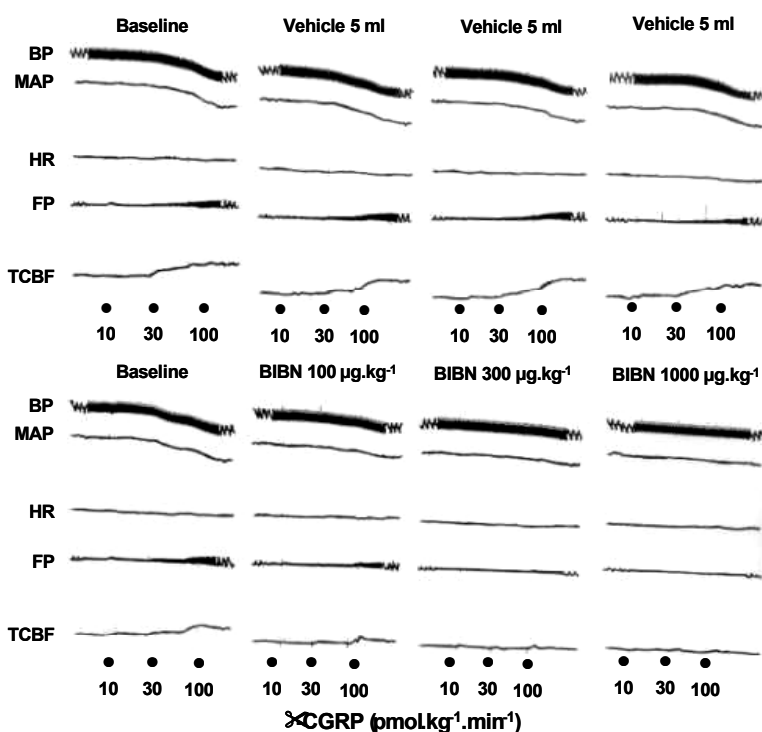 Baseline Vehicle 5 ml Vehicle 5 ml Vehicle 5 ml
BP
MAP
HR
FP
TCBF
10 30 100 10 30 100 10 30 100 10 30 100
Baseline BIBN 100 µg.kg⁻¹ BIBN 300 µg.kg⁻¹ BIBN 1000 µg.kg⁻¹
BP
MAP
HR
FP
TCBF
10 30 100 10 30 100 10 30 100 10 30 100
CGRP (pmol.kg⁻¹.min⁻¹)